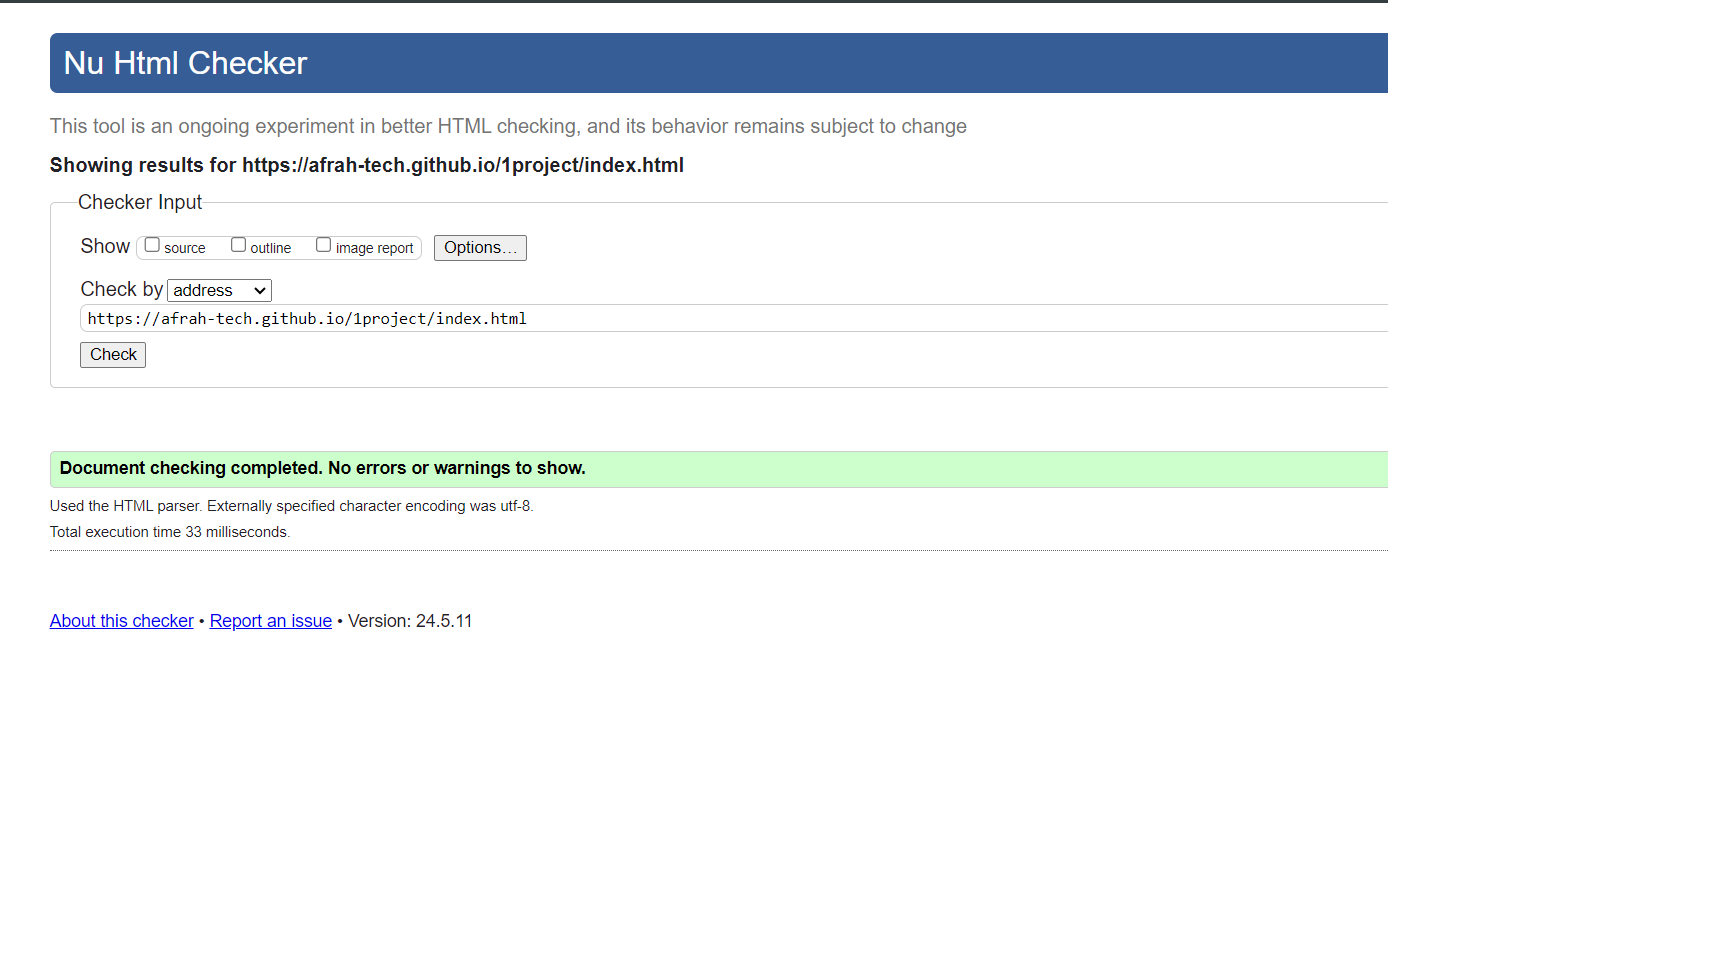 Nu Html Checker
This tool is an ongoing experiment in better HTML checking, and its behavior remains subject to change
Showing results for https://afrah-tech.github.io/1project/index.html
Checker Input
Show source outline image report Options...
Check by address
https://afrah-tech.github.io/1project/index.html
Check
Document checking completed. No errors or warnings to show.
Used the HTML parser. Externally specified character encoding was utf-8.
Total execution time 33 milliseconds.
About this checker • Report an issue • Version: 24.5.11